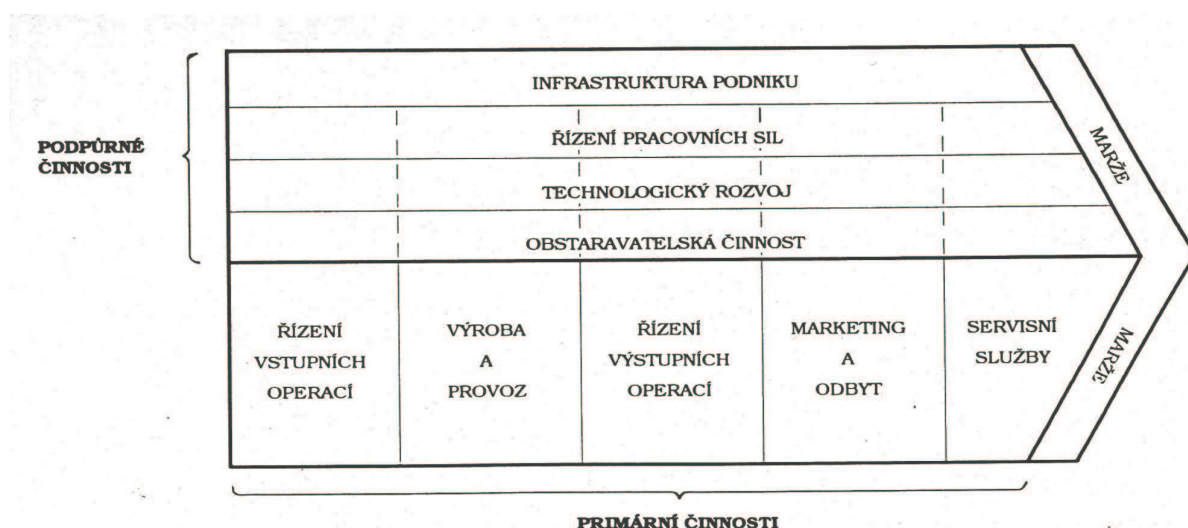 INFRASTRUKTURA PODNIKU
ŘÍZENÍ PRACOVNÍCH SIL
PODPŮRNÉ
ČINNOSTI
TECHNOLOGICKÝ ROZVOJ
OBSTARAVATELSKÁ ČINNOST
MARŽE
ŘÍZENÍ
VSTUPNÍCH
OPERACÍ
VÝROBA
A
PROVOZ
ŘÍZENÍ
VÝSTUPNÍCH
OPERACÍ
MARKETING
A
ODBYT
SERVISNÍ
SLUŽBY
MARŽE
PRIMÁRNÍ ČINNOSTI